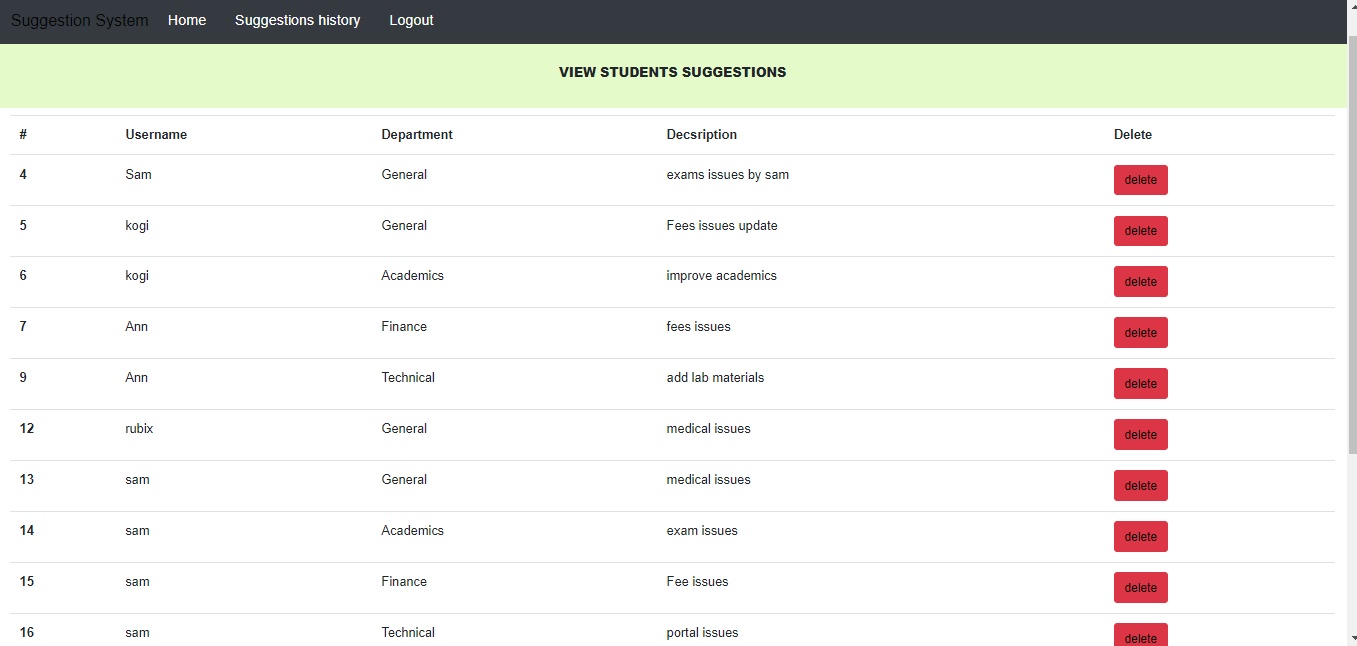 Suggestion System Home Suggestions history Logout
VIEW STUDENTS SUGGESTIONS
# Username Department Decsription Delete
4 Sam General exams issues by sam delete
5 kogi General Fees issues update delete
6 kogi Academics improve academics delete
7 Ann Finance fees issues delete
9 Ann Technical add lab materials delete
12 rubix General medical issues delete
13 sam General medical issues delete
14 sam Academics exam issues delete
15 sam Finance Fee issues delete
16 sam Technical portal issues delete